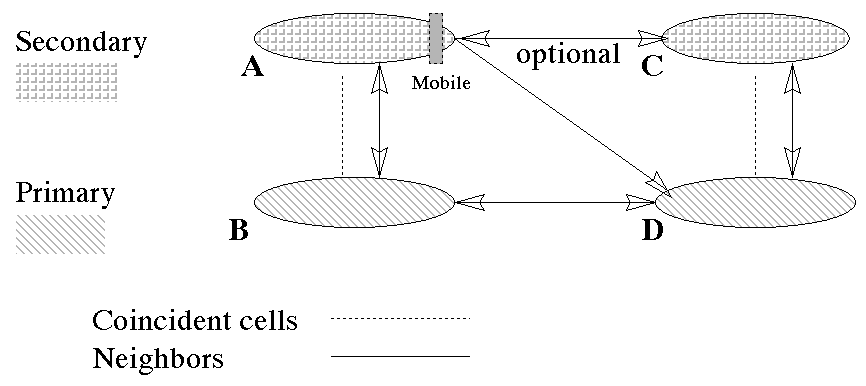 Secondary
A
Mobile
optional
C
Primary
B
D
Coincident cells
Neighbors